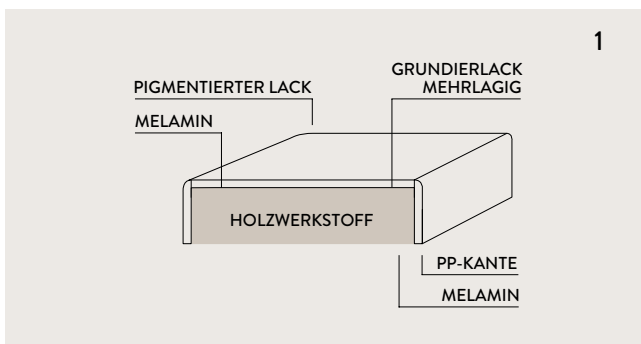 1
GRUNDIERLACK
MEHRLAGIG
PIGMENTIERTER LACK
MELAMIN
HOLZWERKSTOFF
PP-KANTE
MELAMIN